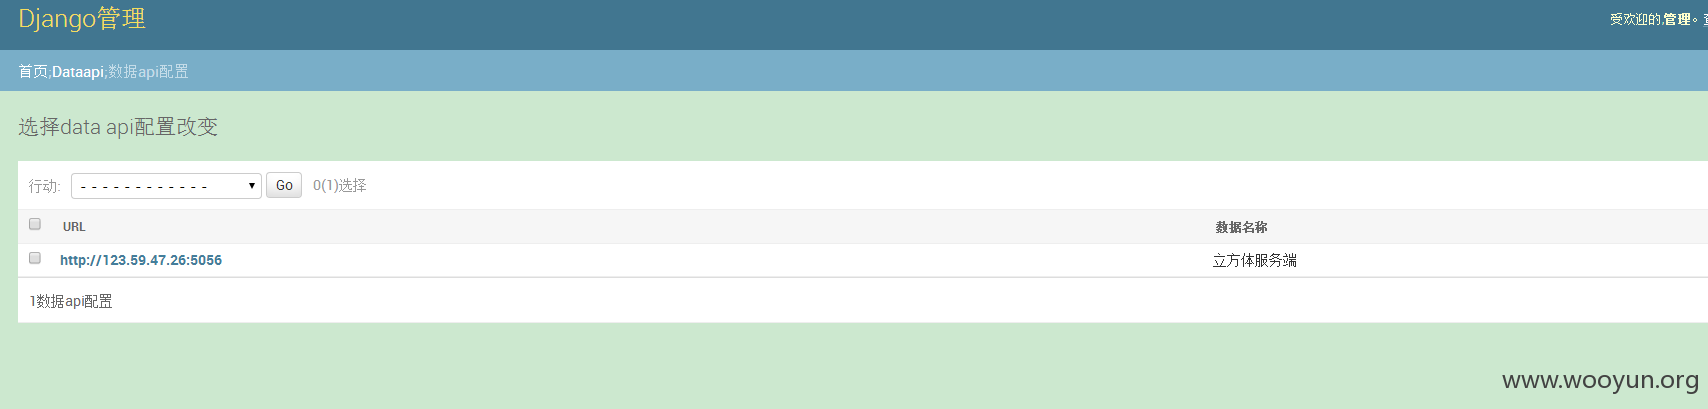 Django管理
受欢迎的,管理。
首页;Dataapi;数据api配置
选择data api配置改变
行动: ------------ Go 0(1)选择
URL 数据名称
http://123.59.47.26:5056 立方体服务端
1数据api配置
www.wooyun.org